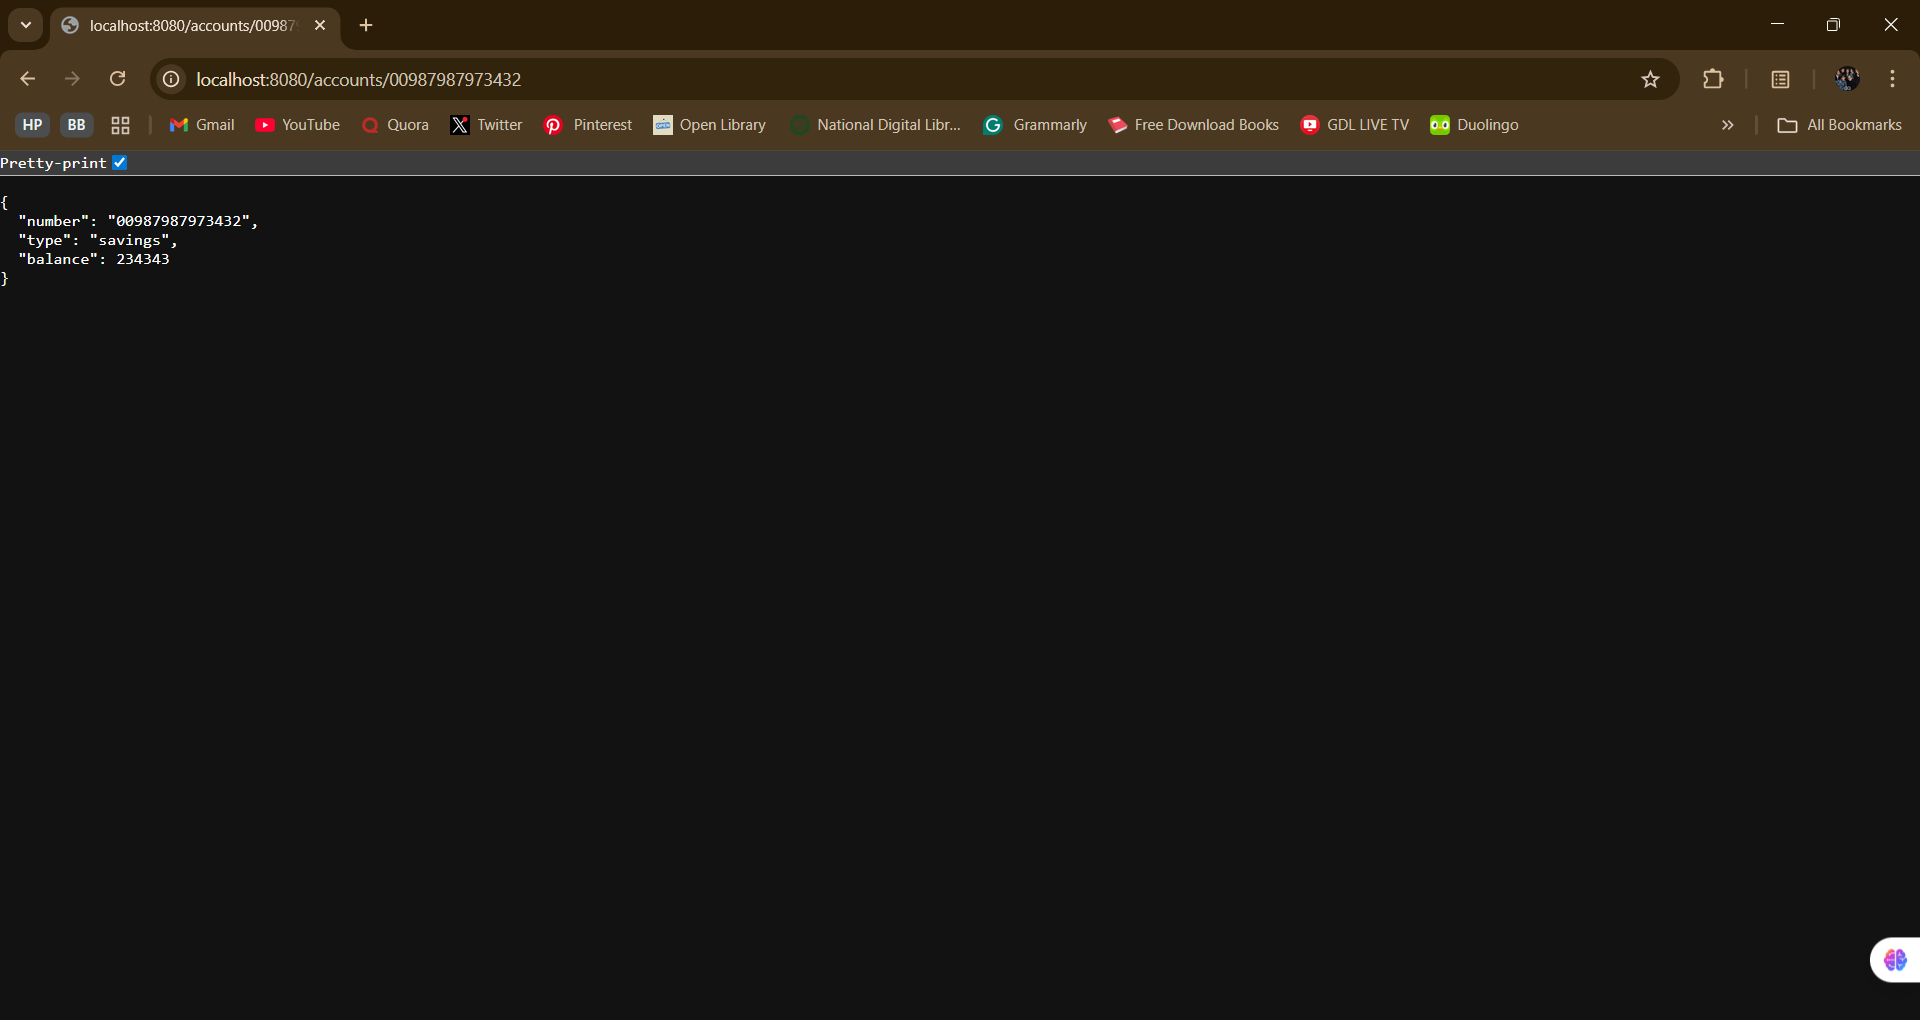 localhost:8080/accounts/00987
localhost:8080/accounts/00987987973432
HP BB Gmail YouTube Quora Twitter Pinterest Open Library National Digital Libr... Grammarly Free Download Books GDL LIVE TV Duolingo » All Bookmarks
Pretty-print
{
"number": "00987987973432",
"type": "savings",
"balance": 234343
}